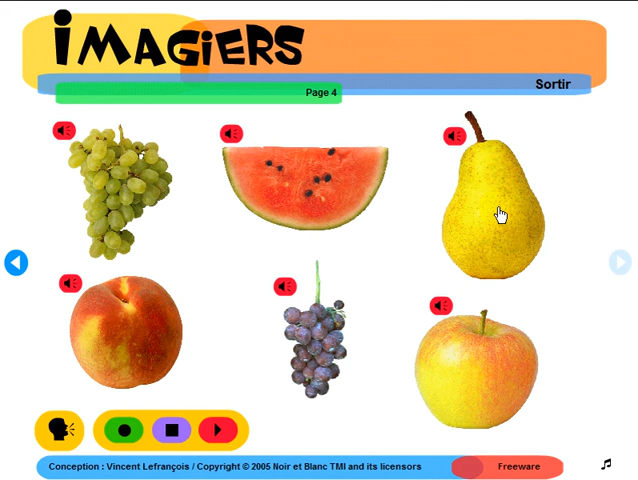 iMAGiERS
Sortir
Page 4
Conception : Vincent Lefrançois / Copyright © 2005 Noir et Blanc TMI and its licensors
Freeware